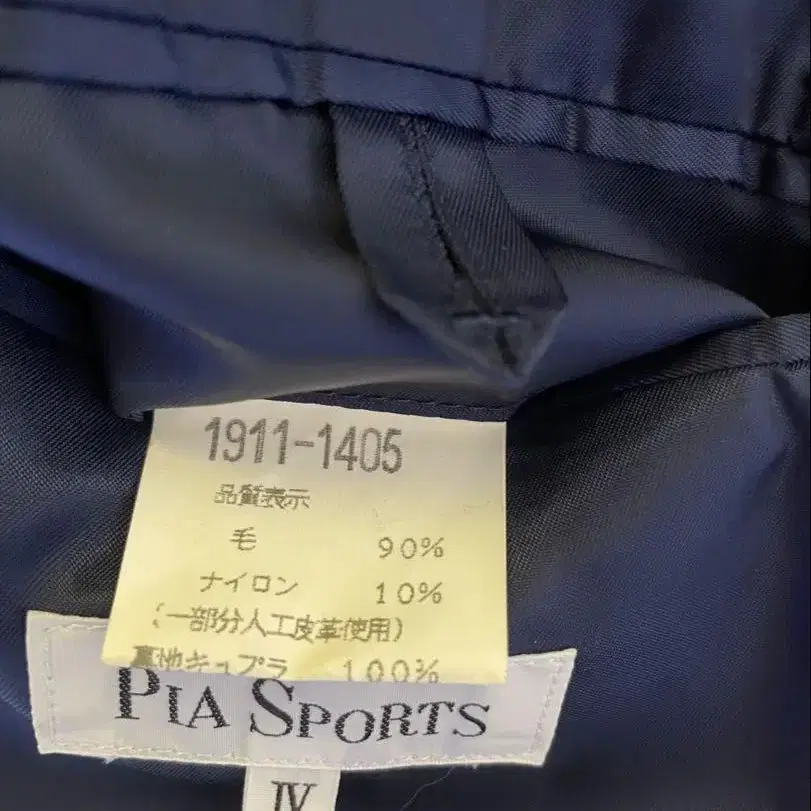 1911-1405
品質表示
毛 90%
ナイロン 10%
(一部分人工皮革使用)
裏地キュプラ 100%
PIA SPORTS
IV